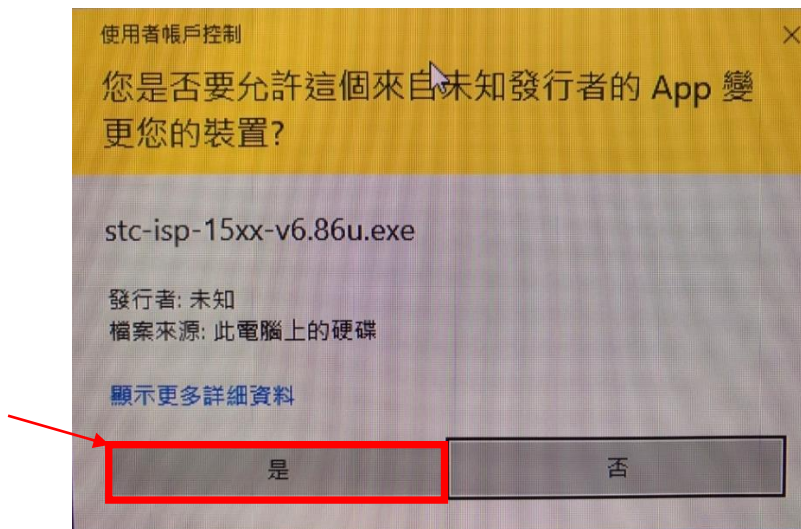 使用者帳戶控制
您是否要允許這個來自未知發行者的 App 變
更您的裝置?
stc-isp-15xx-v6.86u.exe
發行者: 未知
檔案來源: 此電腦上的硬碟
顯示更多詳細資料
是
否